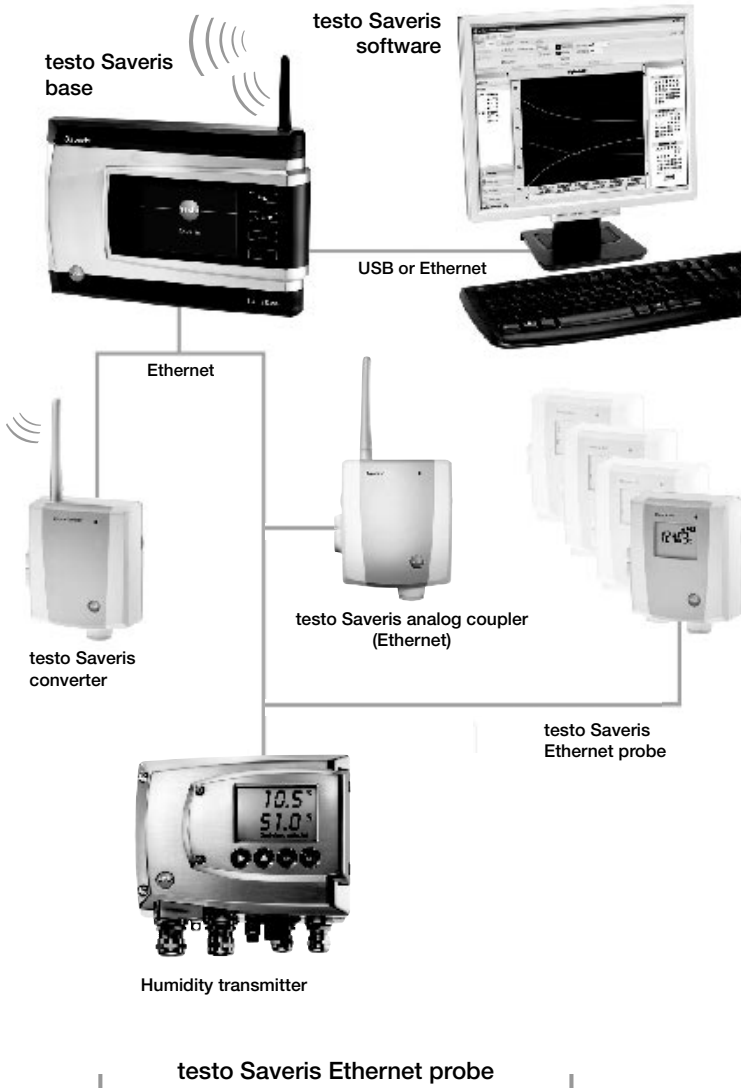 testo Saveris
software
testo Saveris
base
USB or Ethernet
Ethernet
testo Saveris analog coupler
(Ethernet)
testo Saveris
converter
testo Saveris
Ethernet probe
10.5
51.0
Humidity transmitter
testo Saveris Ethernet probe